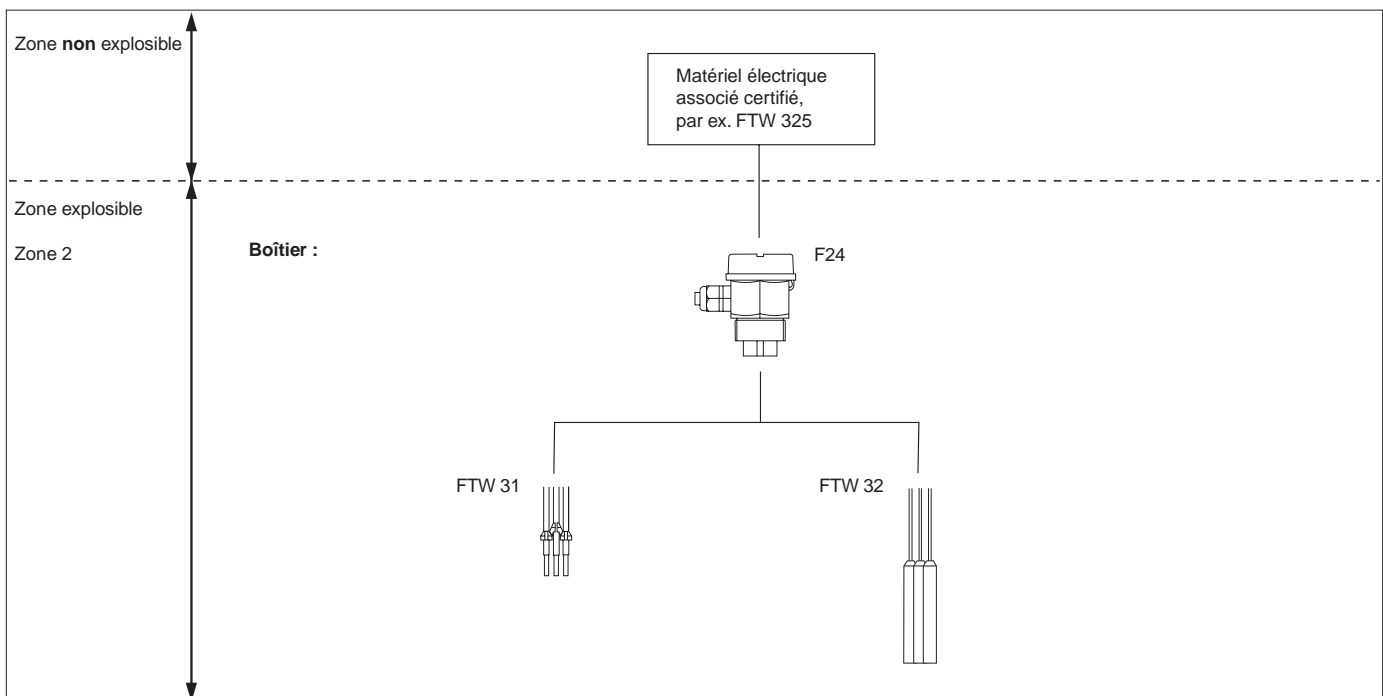 Zone non explosible
Matériel électrique
associé certifié,
par ex. FTW 325
Zone explosible
Zone 2
Boîtier :
F24
FTW 31
FTW 32